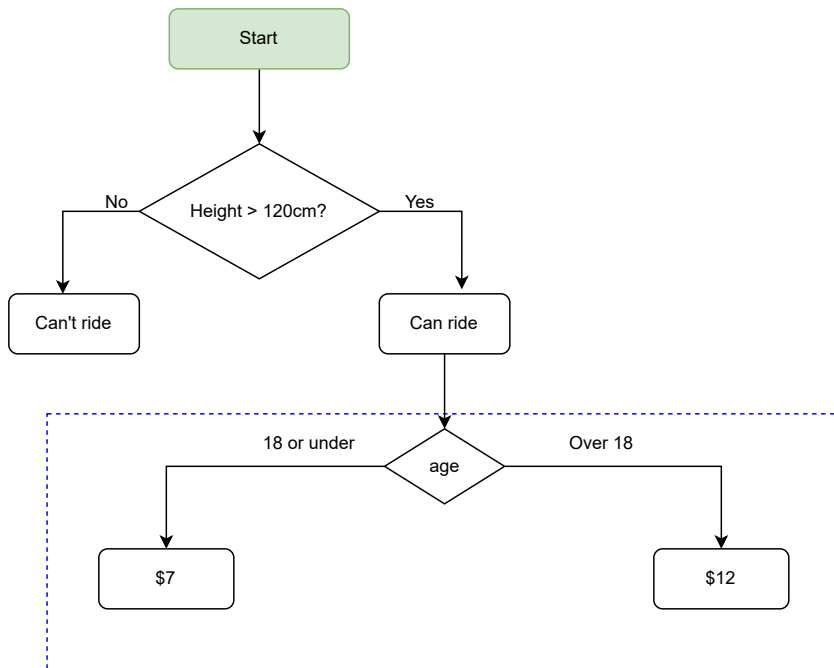 Start
Height > 120cm?
No
Yes
Can't ride
Can ride
age
18 or under
Over 18
$7
$12